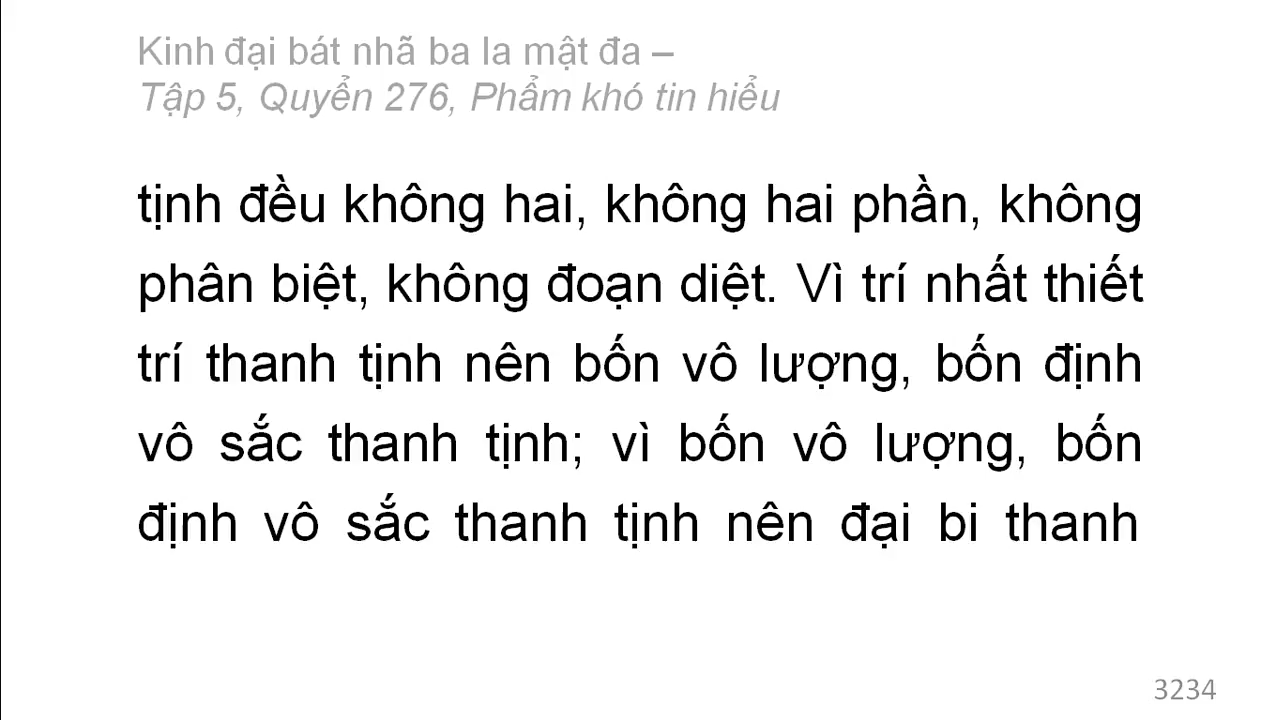 Kinh đại bát nhã ba la mật đa –
Tập 5, Quyển 276, Phẩm khó tin hiểu
tịnh đều không hai, không hai phần, không
phân biệt, không đoạn diệt. Vì trí nhất thiết
trí thanh tịnh nên bốn vô lượng, bốn định
vô sắc thanh tịnh; vì bốn vô lượng, bốn
định vô sắc thanh tịnh nên đại bi thanh
3234